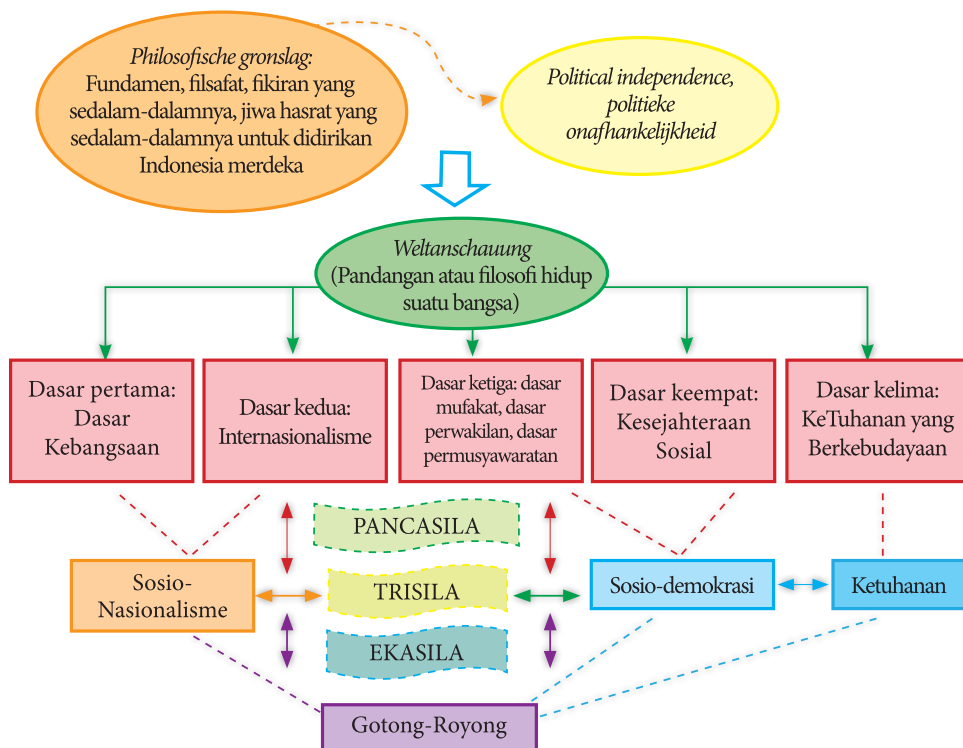 Philosofische gronslag:
Fundamen, filsafat, fikiran yang
sedalam-dalamnya, jiwa hasrat yang
sedalam-dalamnya untuk didirikan
Indonesia merdeka
Political independence,
politieke
onafhankelijkheid
Weltanschauung
(Pandangan atau filosofi hidup
suatu bangsa)
Dasar pertama:
Dasar
Kebangsaan
Dasar kedua:
Internasionalisme
Dasar ketiga: dasar
mufakat, dasar
perwakilan, dasar
permusyawaratan
Dasar keempat:
Kesejahteraan
Sosial
Dasar kelima:
KeTuhanan yang
Berkebudayaan
PANCASILA
Sosio-
Nasionalisme
TRISILA
Sosio-demokrasi
Ketuhanan
EKASILA
Gotong-Royong